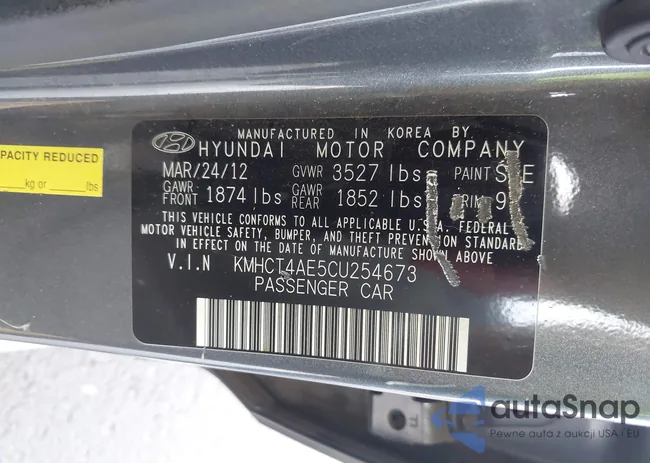 MANUFACTURED IN KOREA BY
HYUNDAI MOTOR COMPANY
MAR/24/12 GVWR 3527 lbs PAINT
GAWR FRONT 1874 lbs GAWR REAR 1852 lbs
THIS VEHICLE CONFORMS TO ALL APPLICABLE U.S.A. FEDERAL
MOTOR VEHICLE SAFETY, BUMPER, AND THEFT PREVENTION STANDARDS
IN EFFECT ON THE DATE OF MANUFACTURE SHOWN ABOVE
V.I.N KMHCT4AE5CU254673
PASSENGER CAR
CAPACITY REDUCED
kg or lbs
autoSnap
Pewne auta z aukcji USA i EU